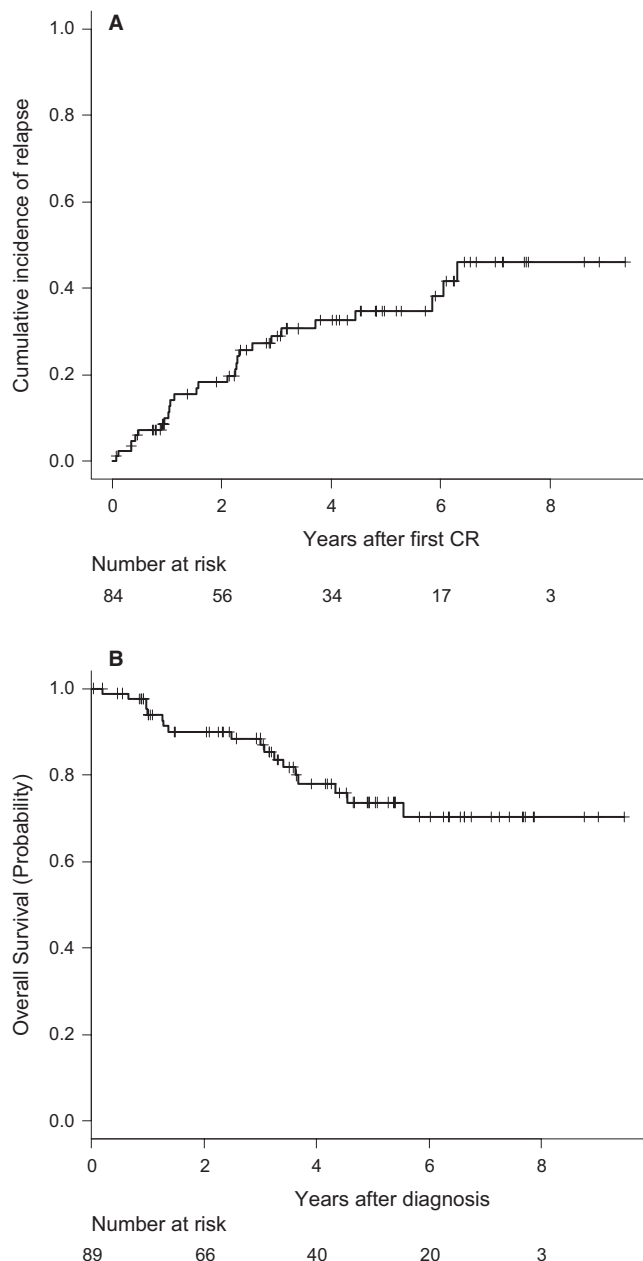 A
1.0
0.8
0.6
0.4
0.2
0.0
Cumulative incidence of relapse
0 2 4 6 8
Years after first CR
Number at risk
84 56 34 17 3
B
1.0
0.8
0.6
0.4
0.2
0.0
Overall Survival (Probability)
0 2 4 6 8
Years after diagnosis
Number at risk
89 66 40 20 3